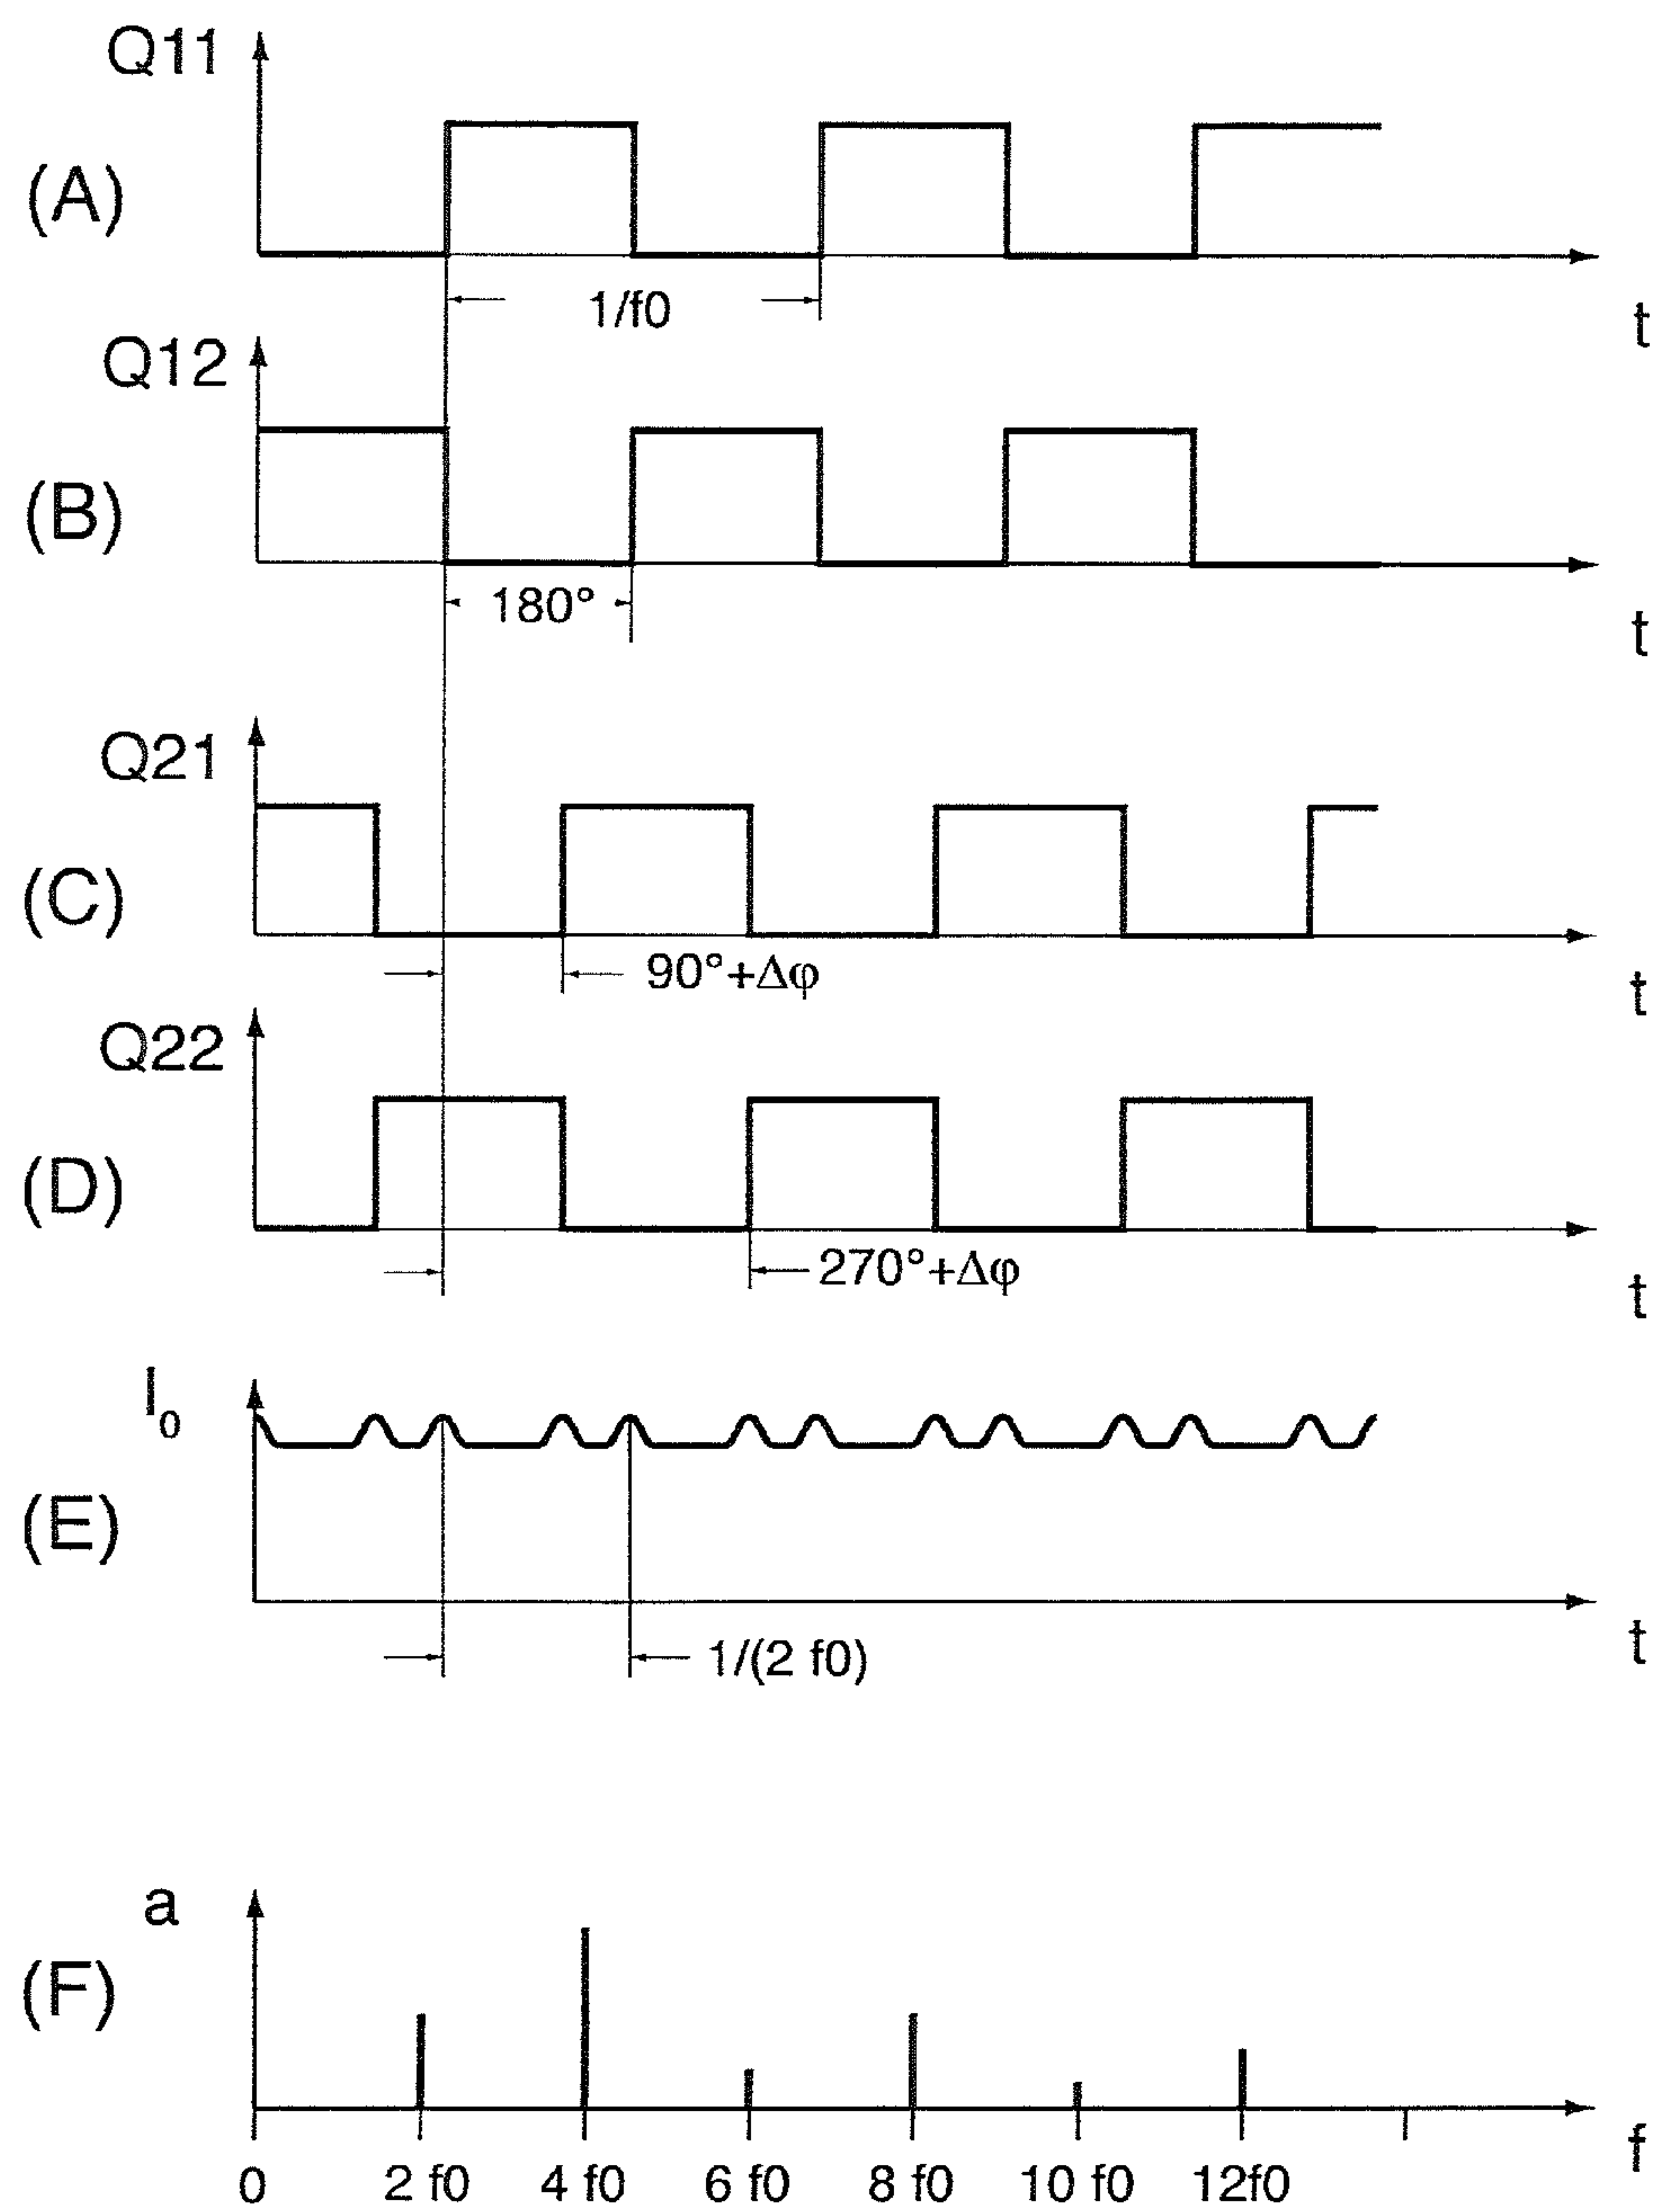 Q11
(A)
1/f0
t
Q12
(B)
180°
t
Q21
(C)
90°+Δφ
t
Q22
(D)
270°+Δφ
t
I₀
(E)
1/(2 f0)
t
a
(F)
f
0 2 f0 4 f0 6 f0 8 f0 10 f0 12f0